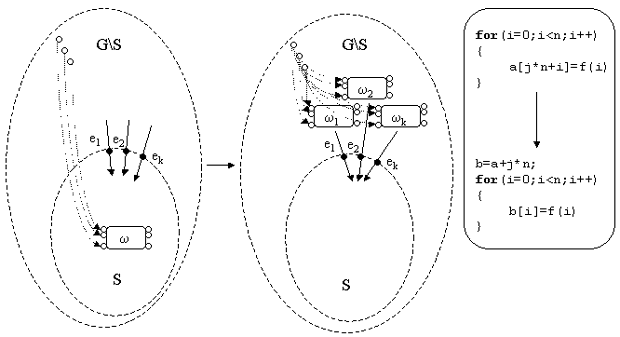 G\S
e1 e2
ek
ω
S
G\S
ω2
ω1
ωk
e1 e2
ek
S
for(i=0;i<n;i++)
{
a[j*n+i]=f(i)
}
b=a+j*n;
for(i=0;i<n;i++)
{
b[i]=f(i)
}